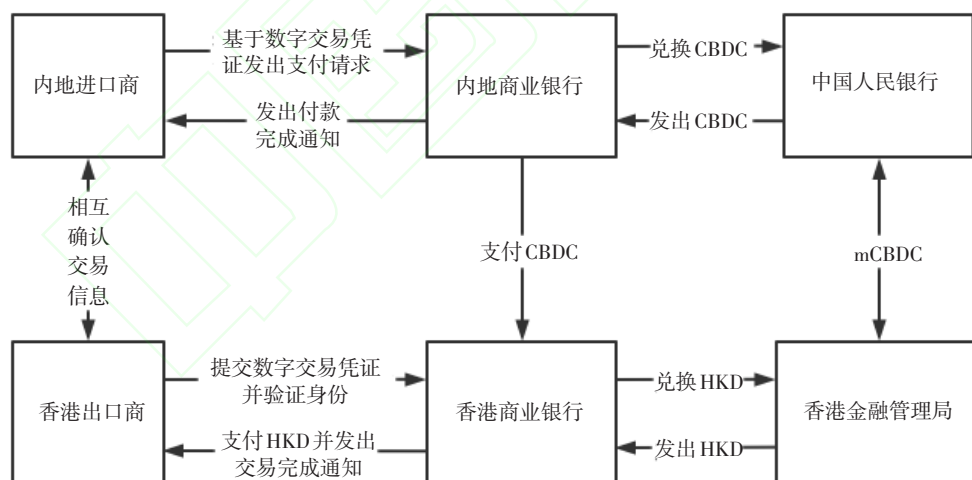 内地进口商
基于数字交易凭
证发出支付请求
发出付款
完成通知
内地商业银行
兑换CBDC
发出CBDC
中国人民银行
相互
确认
交易
信息
支付CBDC
mCBDC
香港出口商
提交数字交易凭证
并验证身份
支付HKD并发出
交易完成通知
香港商业银行
兑换HKD
发出HKD
香港金融管理局